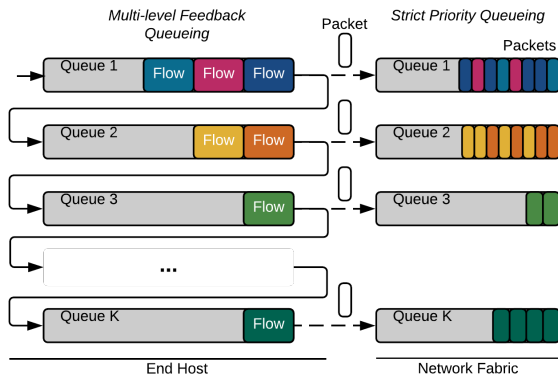 Multi-level Feedback
Queueing
Packet
Strict Priority Queueing
Queue 1
Flow
Flow
Flow
Queue 1
Packets
Queue 2
Flow
Flow
Queue 2
Queue 3
Flow
Queue 3
...
Queue K
Flow
Queue K
End Host
Network Fabric